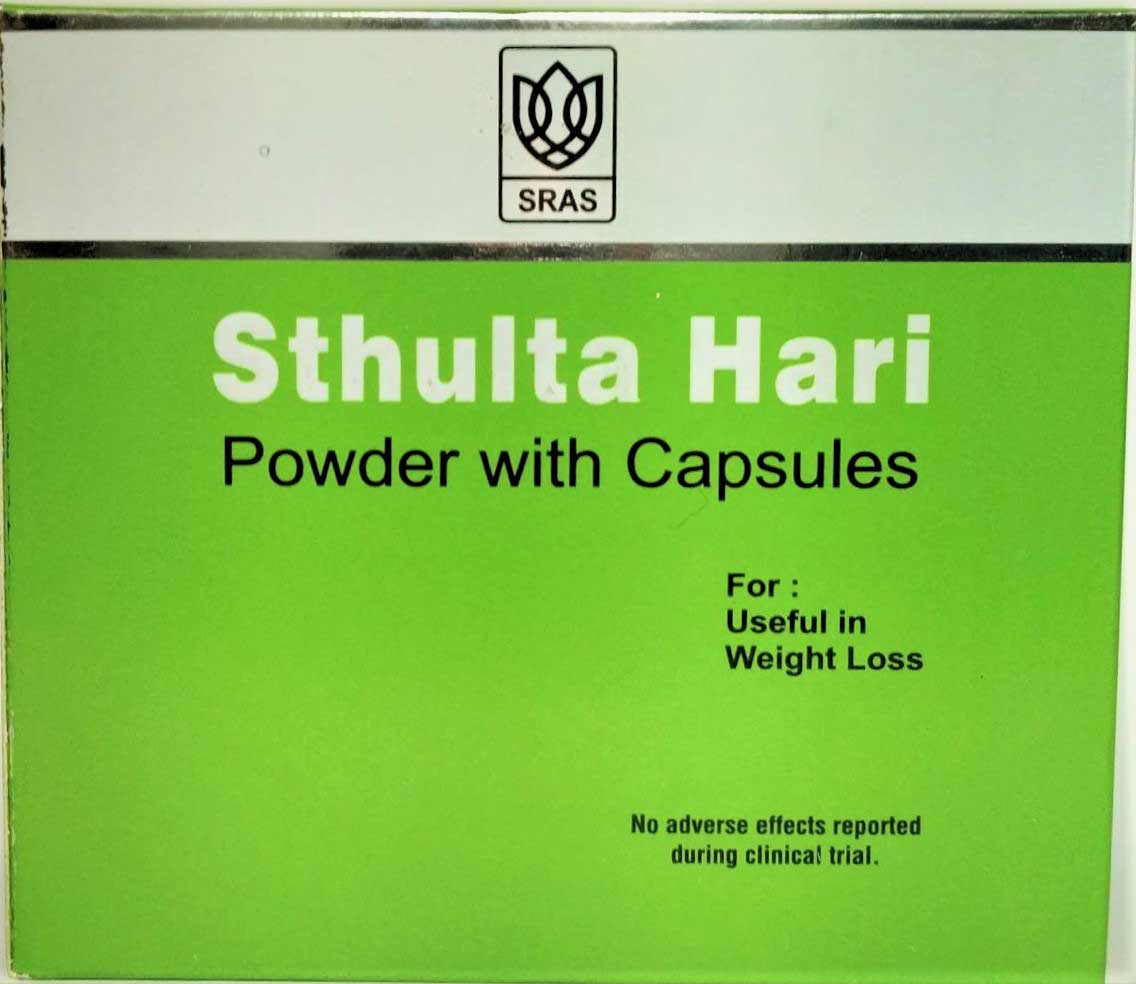 SRAS
Sthulta Hari
Powder with Capsules
For :
Useful in
Weight Loss
No adverse effects reported
during clinical trial.